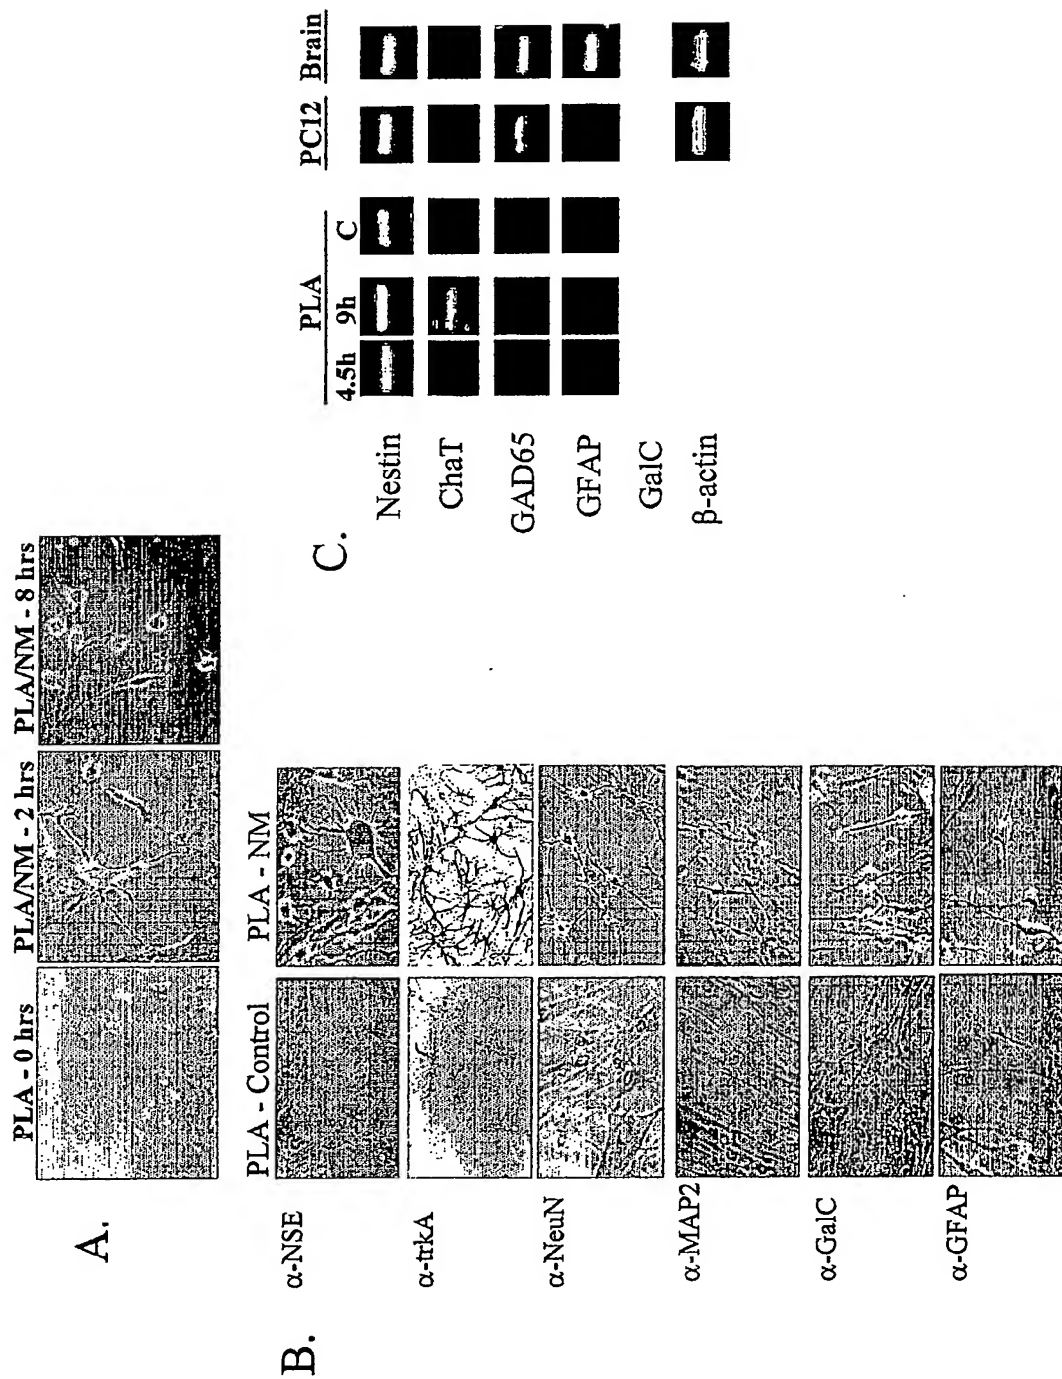 A.
PLA - 0 hrs PLA/NM - 2 hrs PLA/NM - 8 hrs
B.
PLA - Control PLA - NM
α-NSE
α-trkA
α-NeuN
α-MAP2
α-GalC
α-GFAP
C.
PLA PC12 Brain
4.5h 9h C
Nestin
ChaT
GAD65
GFAP
GalC
β-actin